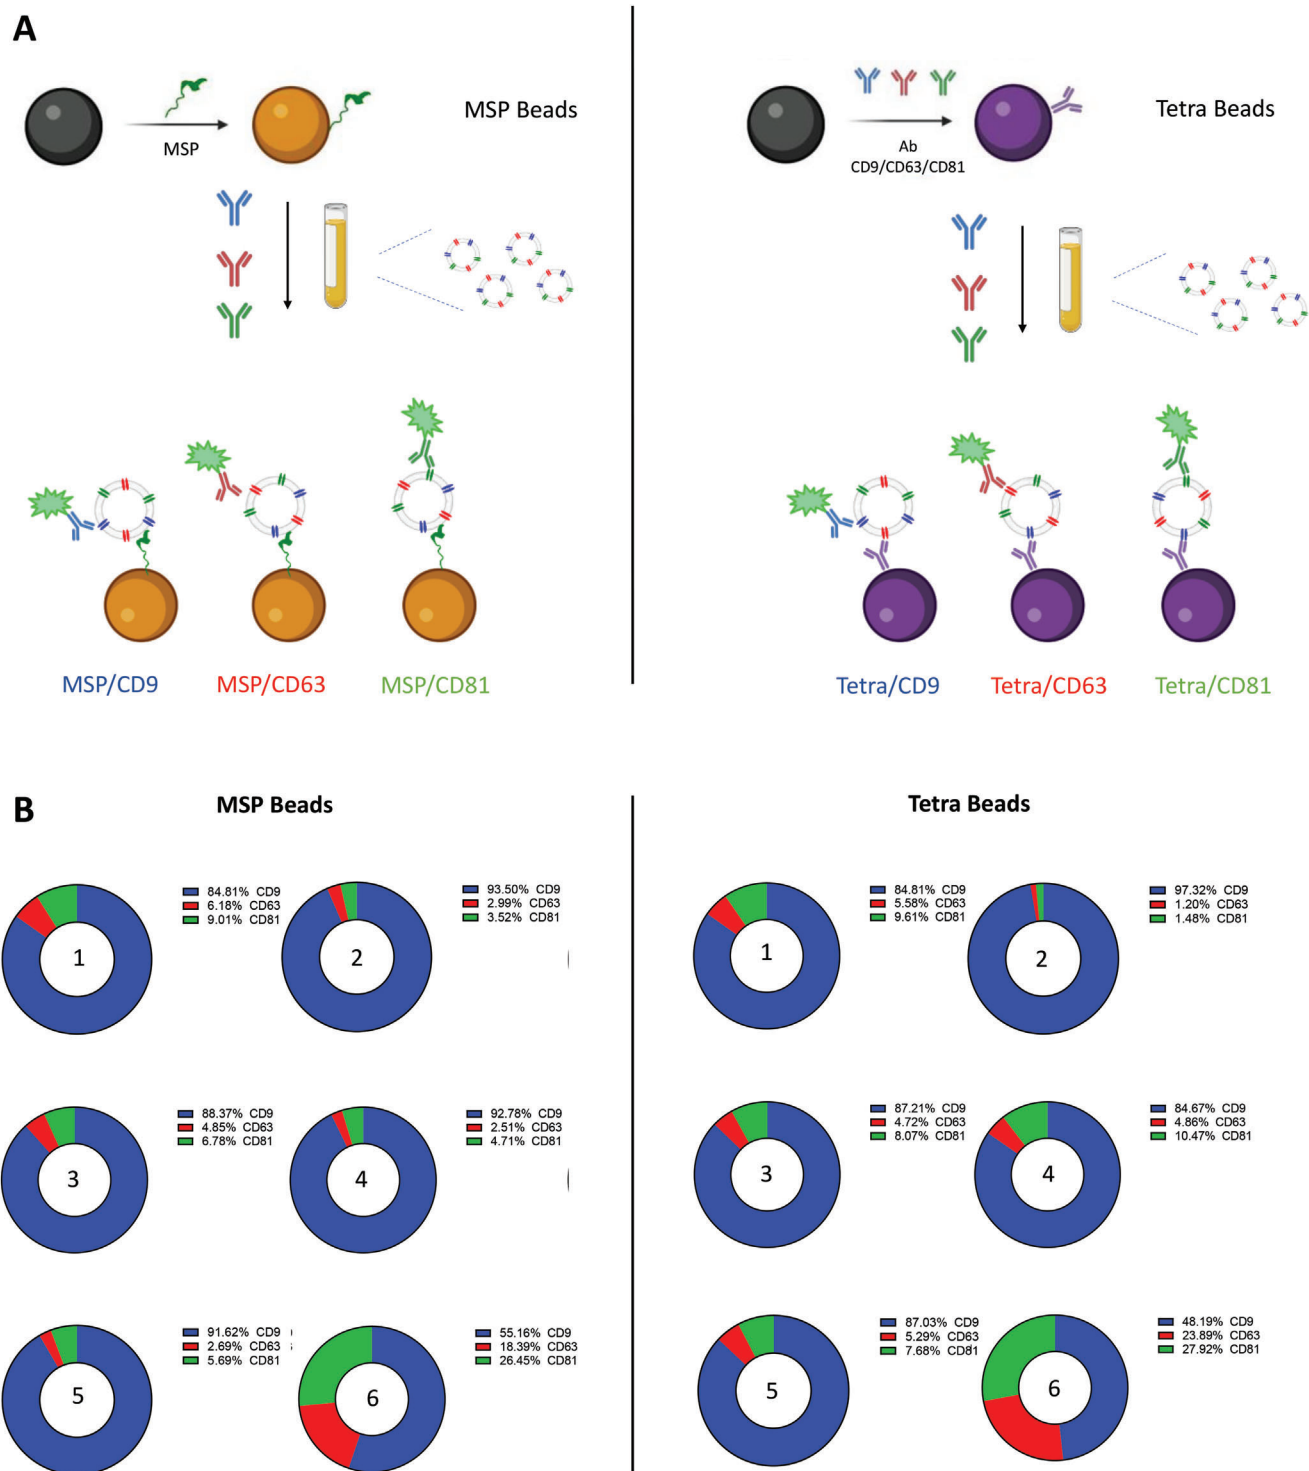 A
MSP
MSP Beads
Ab
CD9/CD63/CD81
Tetra Beads
MSP/CD9
MSP/CD63
MSP/CD81
Tetra/CD9
Tetra/CD63
Tetra/CD81
B
MSP Beads
Tetra Beads
1
84.81% CD9
6.18% CD63
9.01% CD81
2
93.50% CD9
2.99% CD63
3.52% CD81
1
84.81% CD9
5.58% CD63
9.61% CD81
2
97.32% CD9
1.20% CD63
1.48% CD81
3
88.37% CD9
4.85% CD63
6.78% CD81
4
92.78% CD9
2.51% CD63
4.71% CD81
3
87.21% CD9
4.72% CD63
8.07% CD81
4
84.67% CD9
4.86% CD63
10.47% CD81
5
91.62% CD9
2.69% CD63
5.69% CD81
6
55.16% CD9
18.39% CD63
26.45% CD81
5
87.03% CD9
5.29% CD63
7.68% CD81
6
48.19% CD9
23.89% CD63
27.92% CD81